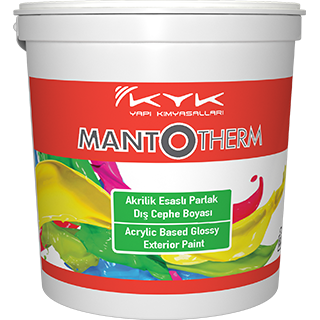 KYK
YAPI KİMYASALLARI
MANTOTHERM
Akrilik Esaslı Parlak
Dış Cephe Boyası
Acrylic Based Glossy
Exterior Paint